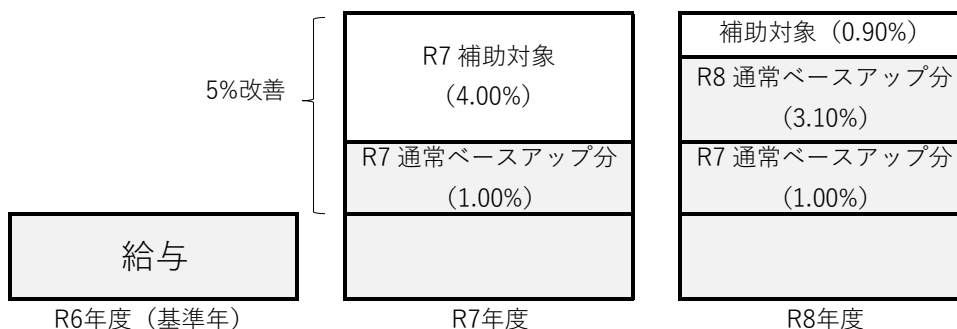 5%改善
給与
R6年度（基準年）
R7 補助対象
（4.00%）
R7 通常ベースアップ分
（1.00%）
R7年度
補助対象（0.90%）
R8 通常ベースアップ分
（3.10%）
R7 通常ベースアップ分
（1.00%）
R8年度